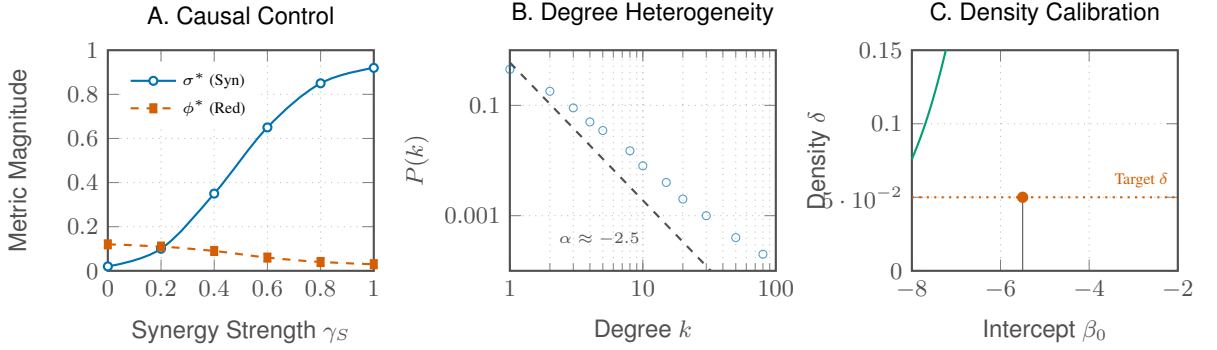 A. Causal Control
Metric Magnitude
1
0.8
0.6
0.4
0.2
0
σ* (Syn)
ϕ* (Red)
0 0.2 0.4 0.6 0.8 1
Synergy Strength γ_S
B. Degree Heterogeneity
P(k)
0.1
0.001
α ≈ −2.5
1 10 100
Degree k
C. Density Calibration
Density δ
0.15
0.1
5 · 10^−2
0
Target δ
−8 −6 −4 −2
Intercept β_0